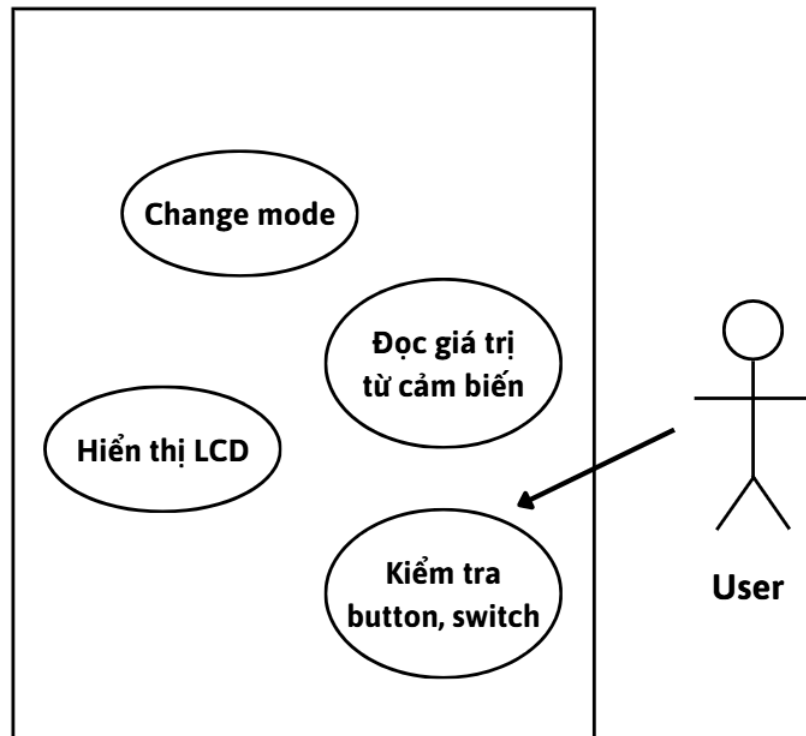 Change mode
Đọc giá trị
từ cảm biến
Hiển thị LCD
Kiểm tra
button, switch
User